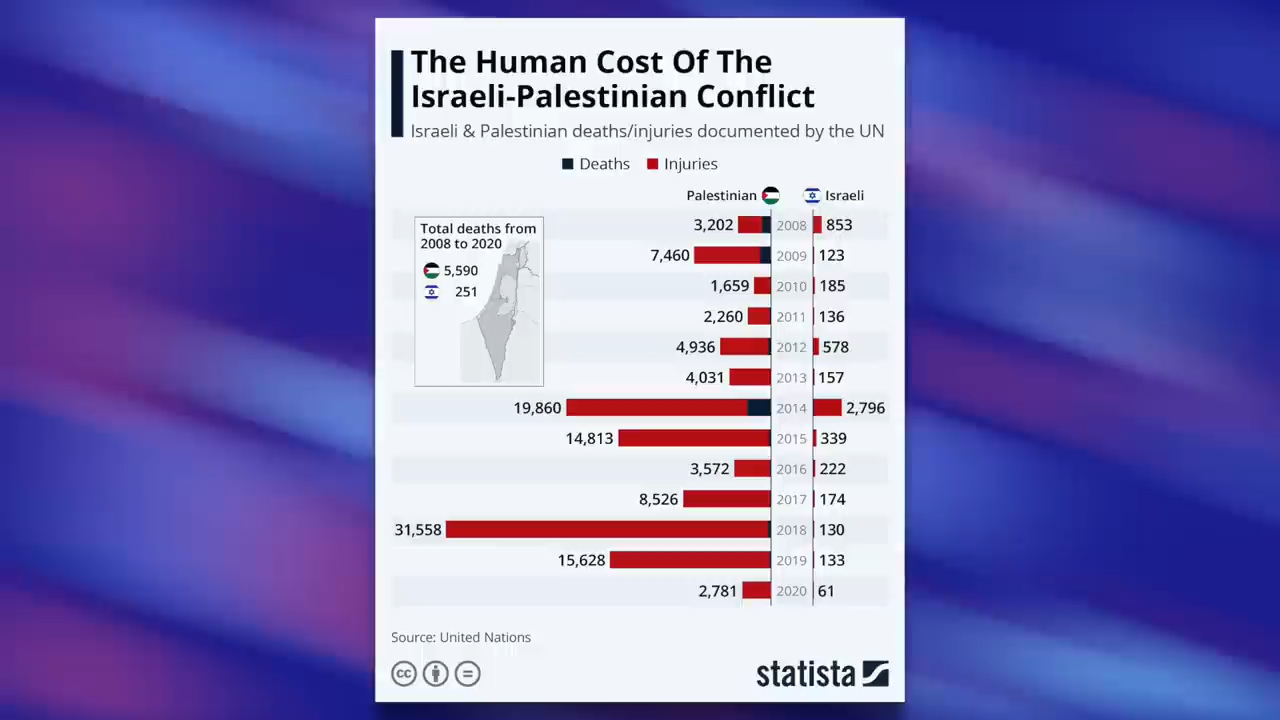 The Human Cost Of The
Israeli-Palestinian Conflict
Israeli & Palestinian deaths/injuries documented by the UN
Deaths Injuries
Palestinian Israeli
Total deaths from
2008 to 2020
5,590
251
3,202 2008 853
7,460 2009 123
1,659 2010 185
2,260 2011 136
4,936 2012 578
4,031 2013 157
19,860 2014 2,796
14,813 2015 339
3,572 2016 222
8,526 2017 174
31,558 2018 130
15,628 2019 133
2,781 2020 61
Source: United Nations
cc
statista